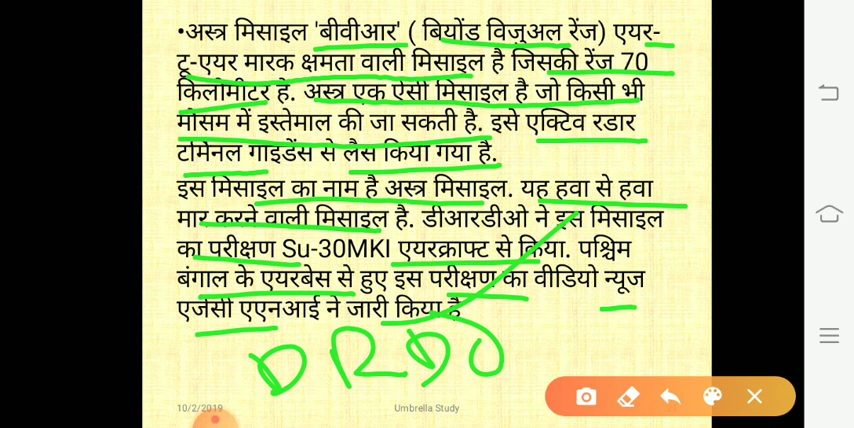 •अस्त्र मिसाइल 'बीवीआर' ( बियोंड विजुअल रेंज) एयर-
टू-एयर मारक क्षमता वाली मिसाइल है जिसकी रेंज 70
किलोमीटर है. अस्त्र एक ऐसी मिसाइल है जो किसी भी
मौसम में इस्तेमाल की जा सकती है. इसे एक्टिव रडार
टर्मिनल गाइडेंस से लैस किया गया है.
इस मिसाइल का नाम है अस्त्र मिसाइल. यह हवा से हवा
मार करने वाली मिसाइल है. डीआरडीओ ने इस मिसाइल
का परीक्षण Su-30MKI एयरक्राफ्ट से किया. पश्चिम
बंगाल के एयरबेस से हुए इस परीक्षण का वीडियो न्यूज
एजेंसी एएनआई ने जारी किया है
DRDO
10/2/2019 Umbrella Study